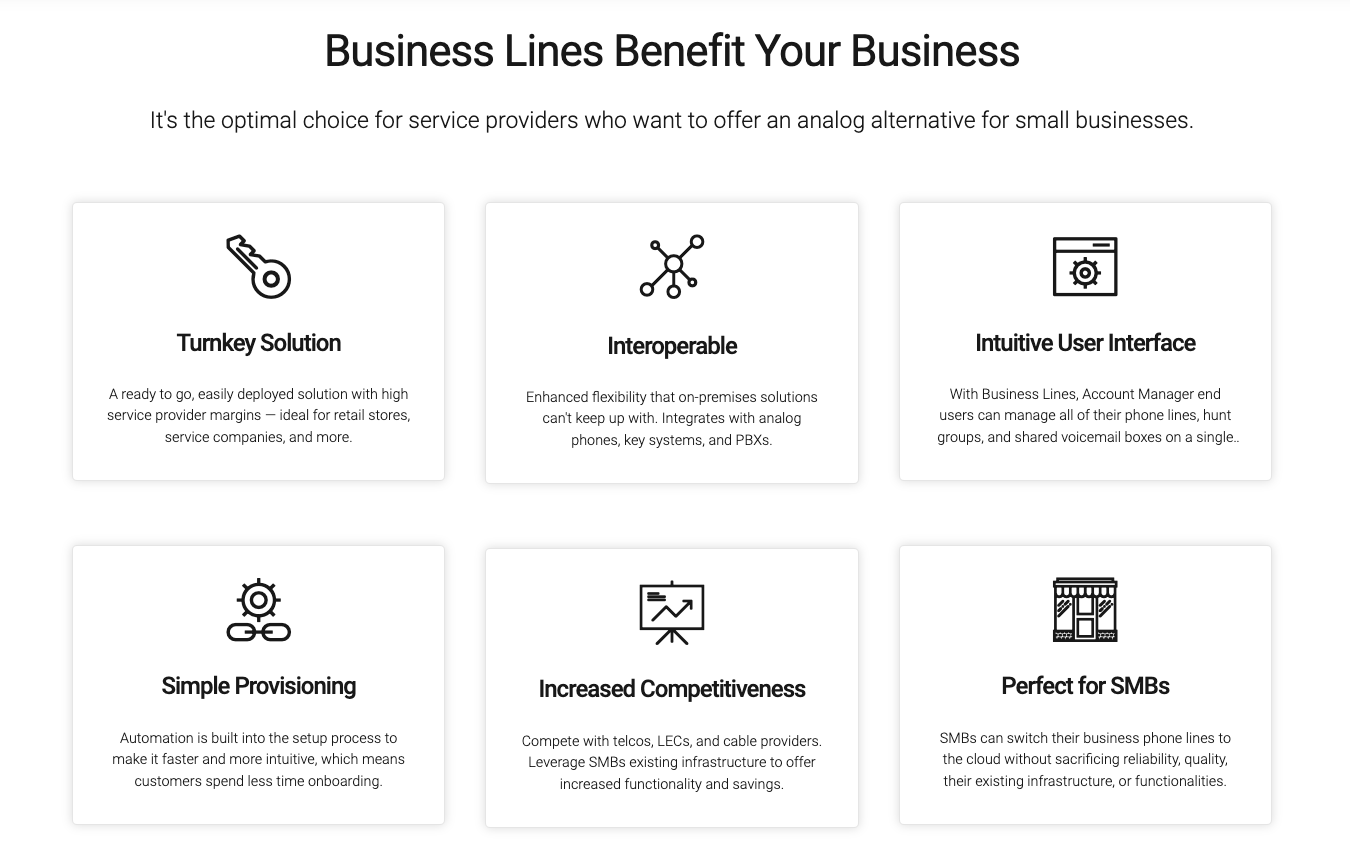 Business Lines Benefit Your Business
It's the optimal choice for service providers who want to offer an analog alternative for small businesses.
Turnkey Solution
A ready to go, easily deployed solution with high
service provider margins — ideal for retail stores,
service companies, and more.
Interoperable
Enhanced flexibility that on-premises solutions
can't keep up with. Integrates with analog
phones, key systems, and PBXs.
Intuitive User Interface
With Business Lines, Account Manager end
users can manage all of their phone lines, hunt
groups, and shared voicemail boxes on a single..
Simple Provisioning
Automation is built into the setup process to
make it faster and more intuitive, which means
customers spend less time onboarding.
Increased Competitiveness
Compete with telcos, LECs, and cable providers.
Leverage SMBs existing infrastructure to offer
increased functionality and savings.
Perfect for SMBs
SMBs can switch their business phone lines to
the cloud without sacrificing reliability, quality,
their existing infrastructure, or functionalities.